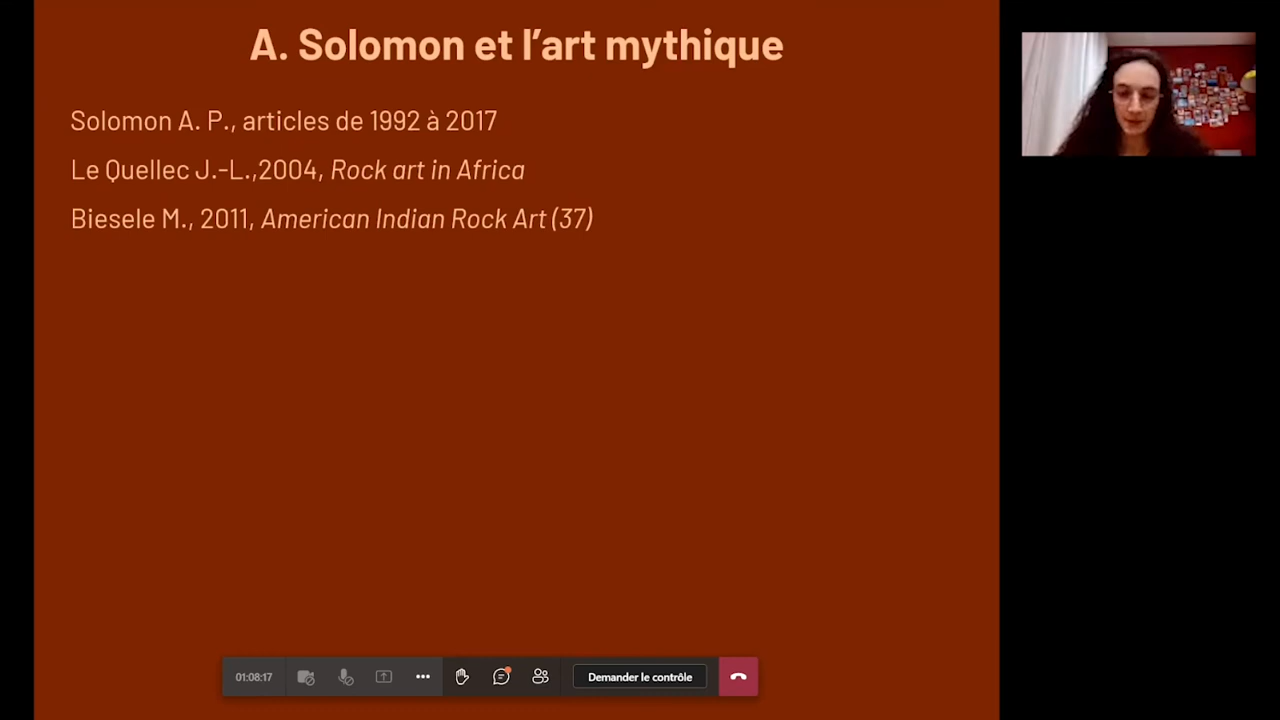 A. Solomon et l’art mythique
Solomon A. P., articles de 1992 à 2017
Le Quellec J.-L.,2004, Rock art in Africa
Biesele M., 2011, American Indian Rock Art (37)
01:08:17
Demander le contrôle